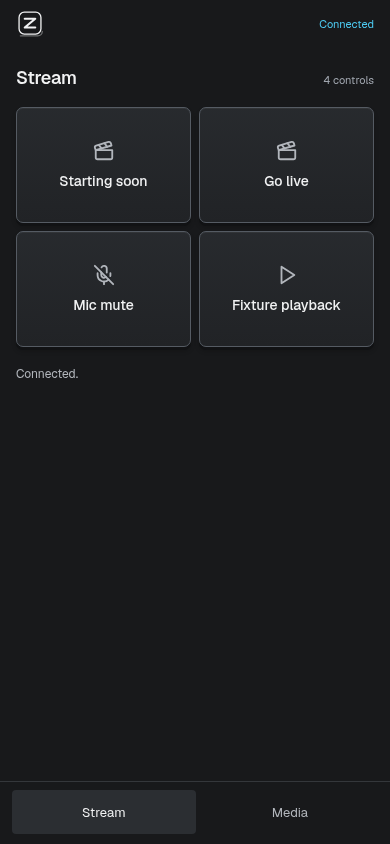 Z
Connected
Stream
4 controls
Starting soon
Go live
Mic mute
Fixture playback
Connected.
Stream
Media